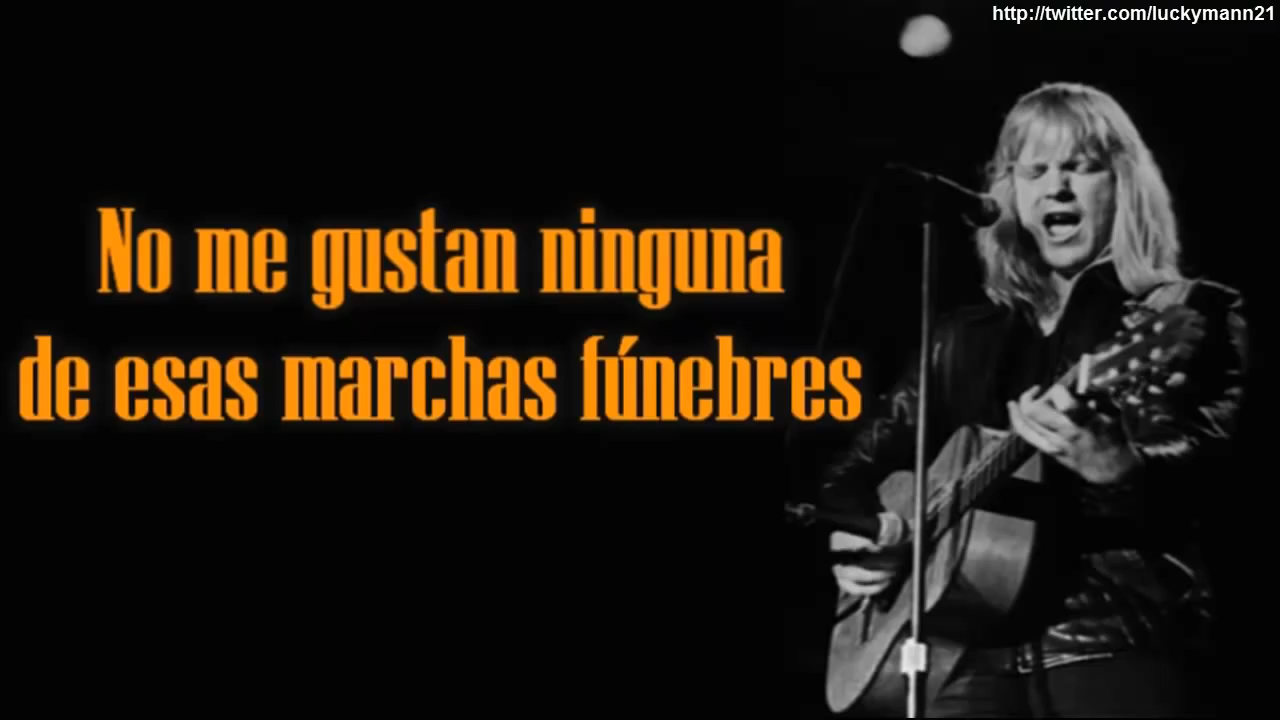 http://twitter.com/luckymann21
No me gustan ninguna
de esas marchas fúnebres